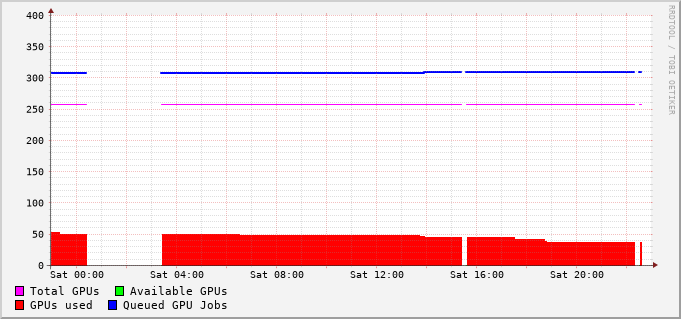 400
350
300
250
200
150
100
50
0
Sat 00:00 Sat 04:00 Sat 08:00 Sat 12:00 Sat 16:00 Sat 20:00
Total GPUs Available GPUs
GPUs used Queued GPU Jobs
RRDTOOL / TOBI OETIKER